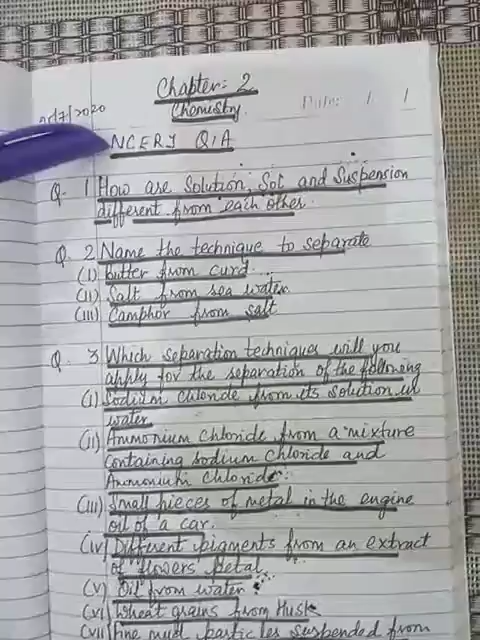 Chapter: 2
Chemistry
Date: / /
/7/2020
NCERT Q/A
Q. 1 How are Solution, Sol and Suspension
different from each other.
Q. 2 Name the technique to separate
(i) Butter from curd.
(ii) Salt from sea water
(iii) Camphor from salt
Q. 3 Which separation techniques will you
apply for the separation of the following
(i) Sodium chloride from its solution in
water
(ii) Ammonium chloride from a mixture
containing sodium chloride and
Ammonium chloride.
(iii) Small pieces of metal in the engine
oil of a car.
(iv) Different pigments from an extract
of flowers Petal.
(v) Oil from water
(vi) Wheat grains from Husk
(vii) Fine mud particles suspended from